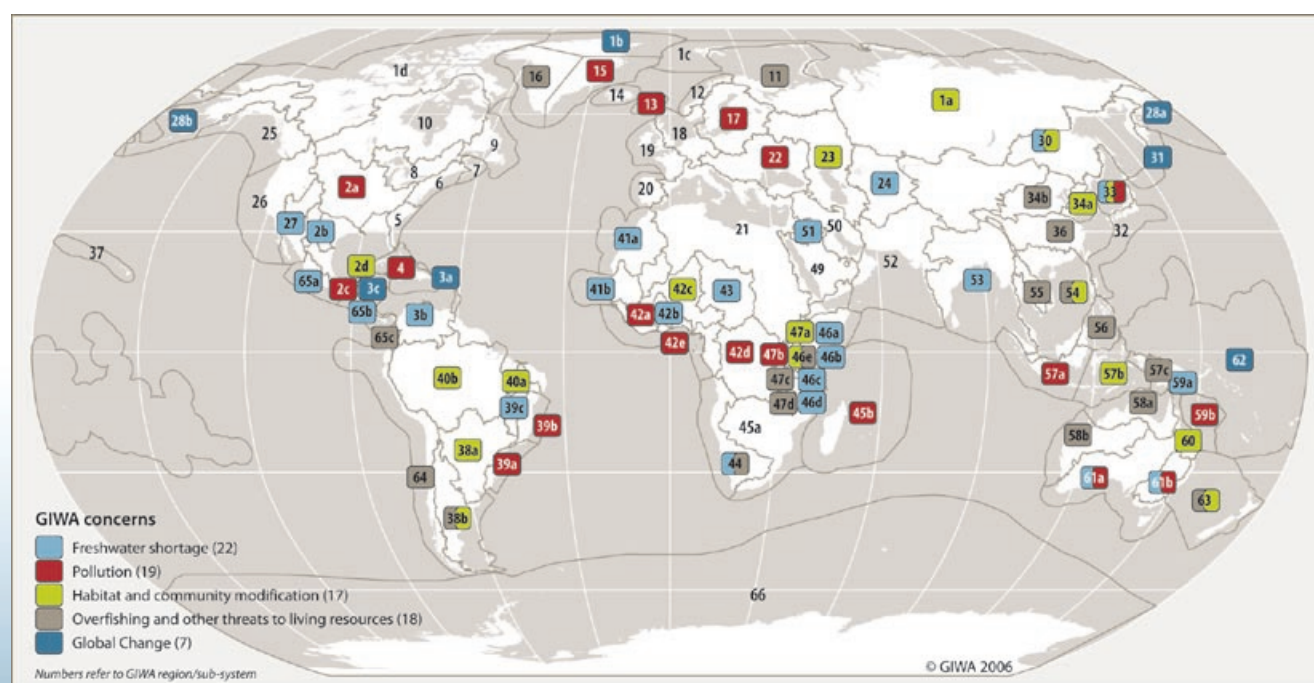 1b
1c
1d
16
15
11
14
12
13
1a
28b
25
10
18
17
28a
9
19
22
23
30
31
8
7
6
2a
20
24
26
34b
34a
33
27
2b
5
41a
21
51
50
36
32
37
49
52
2d
4
3a
65a
2c
3c
41b
42c
43
53
55
54
65b
3b
42a
42b
56
65c
42e
47a
46a
42d
47b
46e
46b
62
40b
40a
47c
46c
57a
57b
57c
59a
39c
47d
46d
58a
39b
45b
59b
45a
58b
60
38a
39a
44
64
61a
61b
38b
63
GIWA concerns
Freshwater shortage (22)
Pollution (19)
Habitat and community modification (17)
Overfishing and other threats to living resources (18)
Global Change (7)
66
Numbers refer to GIWA region/sub-system
© GIWA 2006